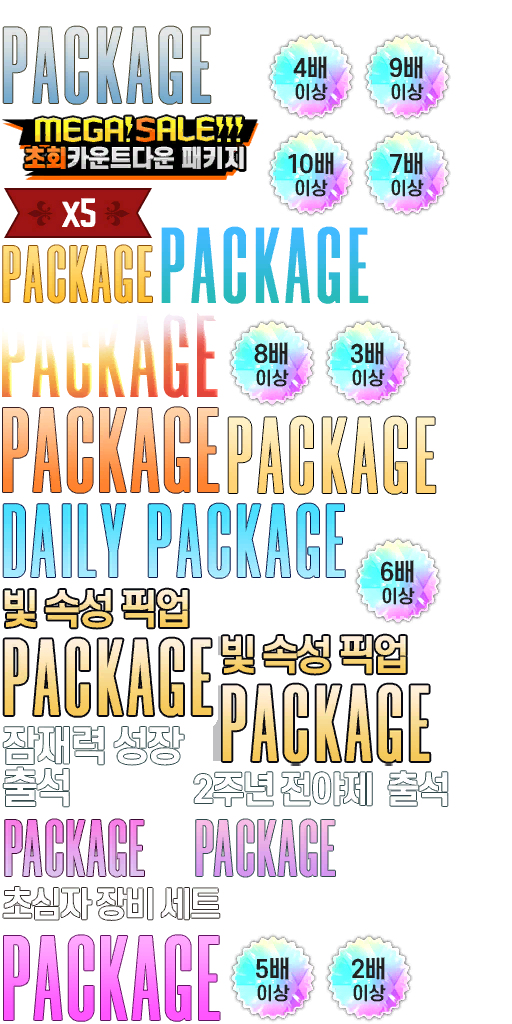 PACKAGE
4배
이상
9배
이상
MEGA!SALE!!!
초회카운트다운 패키지
10배
이상
7배
이상
X5
PACKAGE
PACKAGE
PACKAGE
8배
이상
3배
이상
PACKAGE
PACKAGE
DAILY PACKAGE
6배
이상
빛 속성 픽업
PACKAGE
빛 속성 픽업
PACKAGE
잠재력 성장
출석
2주년 전야제 출석
PACKAGE
PACKAGE
초심자 장비 세트
PACKAGE
5배
이상
2배
이상